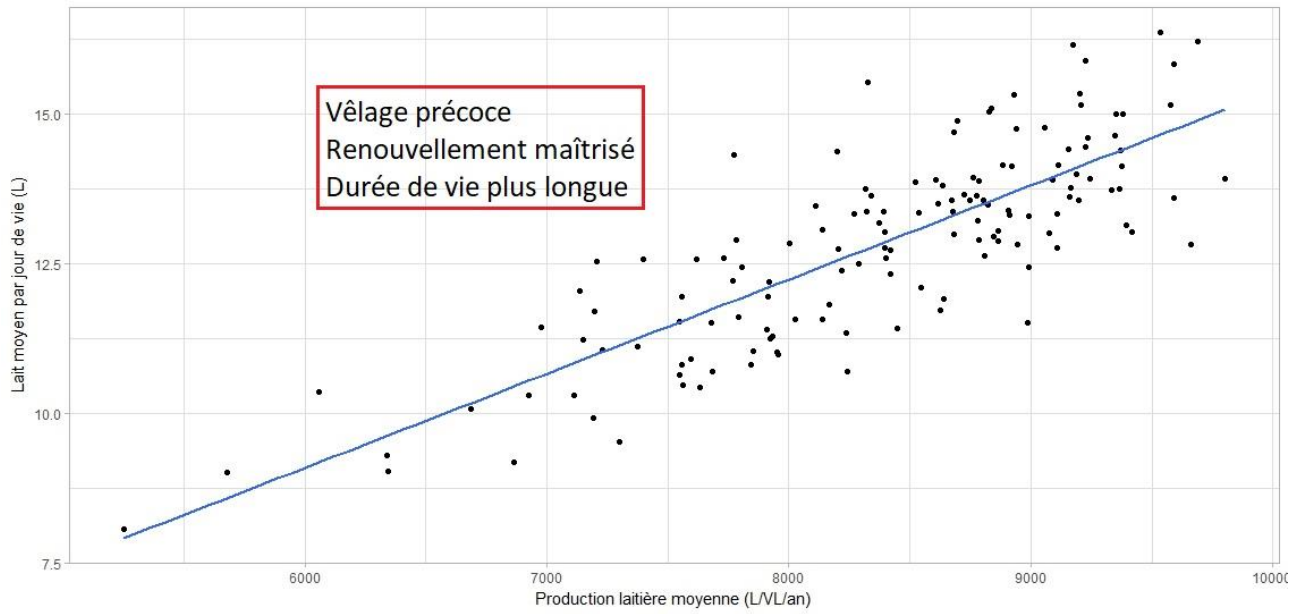 Vêlage précoce
Renouvellement maîtrisé
Durée de vie plus longue
15.0
12.5
10.0
7.5
Lait moyen par jour de vie (L)
6000
7000
8000
9000
10000
Production laitière moyenne (L/VL/an)